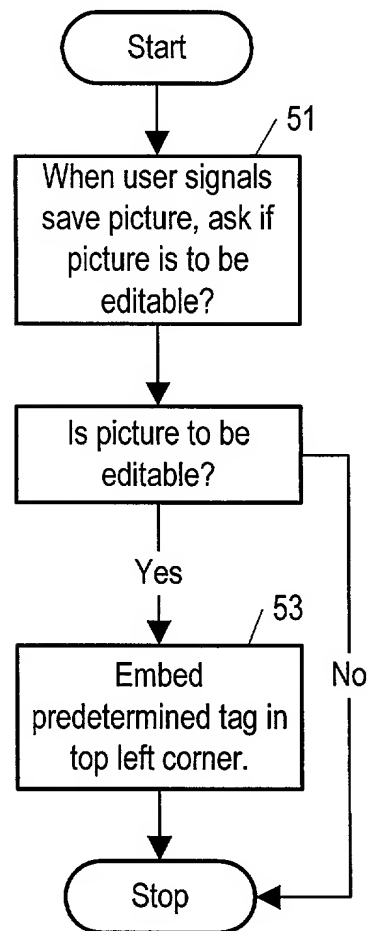 Start
51
When user signals
save picture, ask if
picture is to be
editable?
Is picture to be
editable?
Yes
53
No
Embed
predetermined tag in
top left corner.
Stop